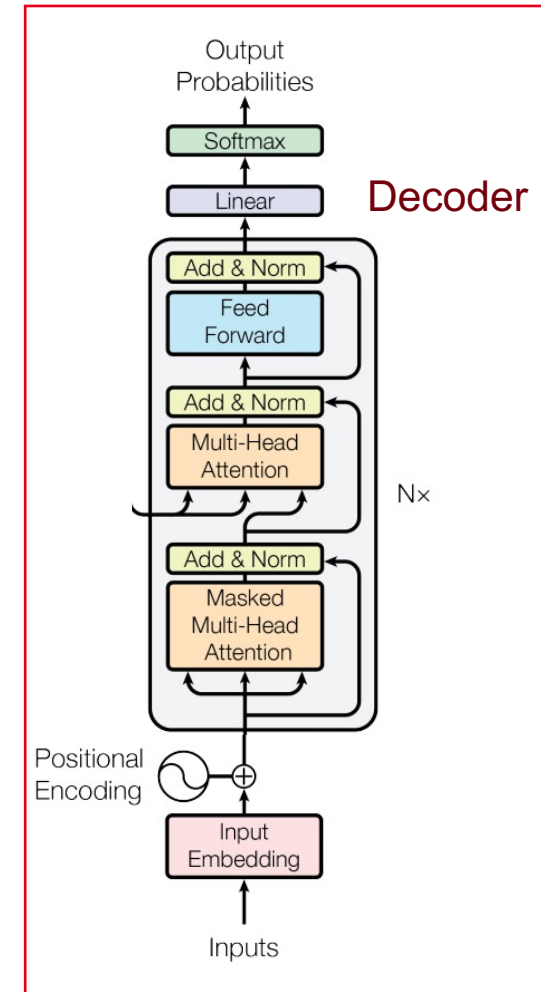 Output
Probabilities
Softmax
Linear
Decoder
Add & Norm
Feed
Forward
Add & Norm
Multi-Head
Attention
N×
Add & Norm
Masked
Multi-Head
Attention
Positional
Encoding
Input
Embedding
Inputs